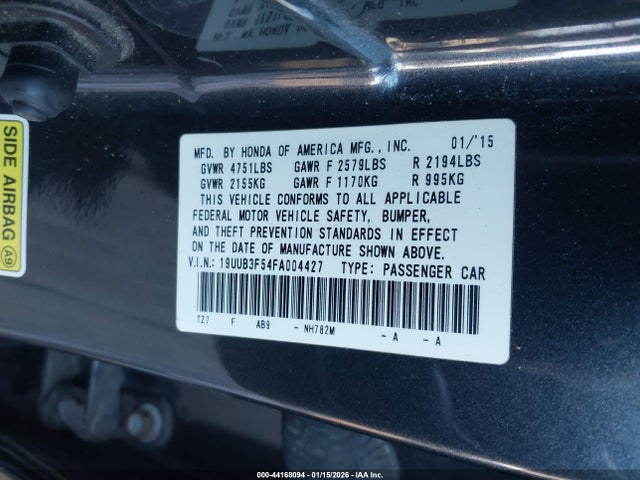 SIDE AIRBAG A9
MFD. BY HONDA OF AMERICA MFG., INC. 01/'15
GVWR 4751LBS GAWR F 2579LBS R 2194LBS
GVWR 2155KG GAWR F 1170KG R 995KG
THIS VEHICLE CONFORMS TO ALL APPLICABLE
FEDERAL MOTOR VEHICLE SAFETY, BUMPER,
AND THEFT PREVENTION STANDARDS IN EFFECT
ON THE DATE OF MANUFACTURE SHOWN ABOVE.
V.I.N.: 19UUB3F54FA004427 TYPE: PASSENGER CAR
TZ7 F AB9 - NH782M - A - A
000-44168094 | 01/15/2026 | IAA Inc.